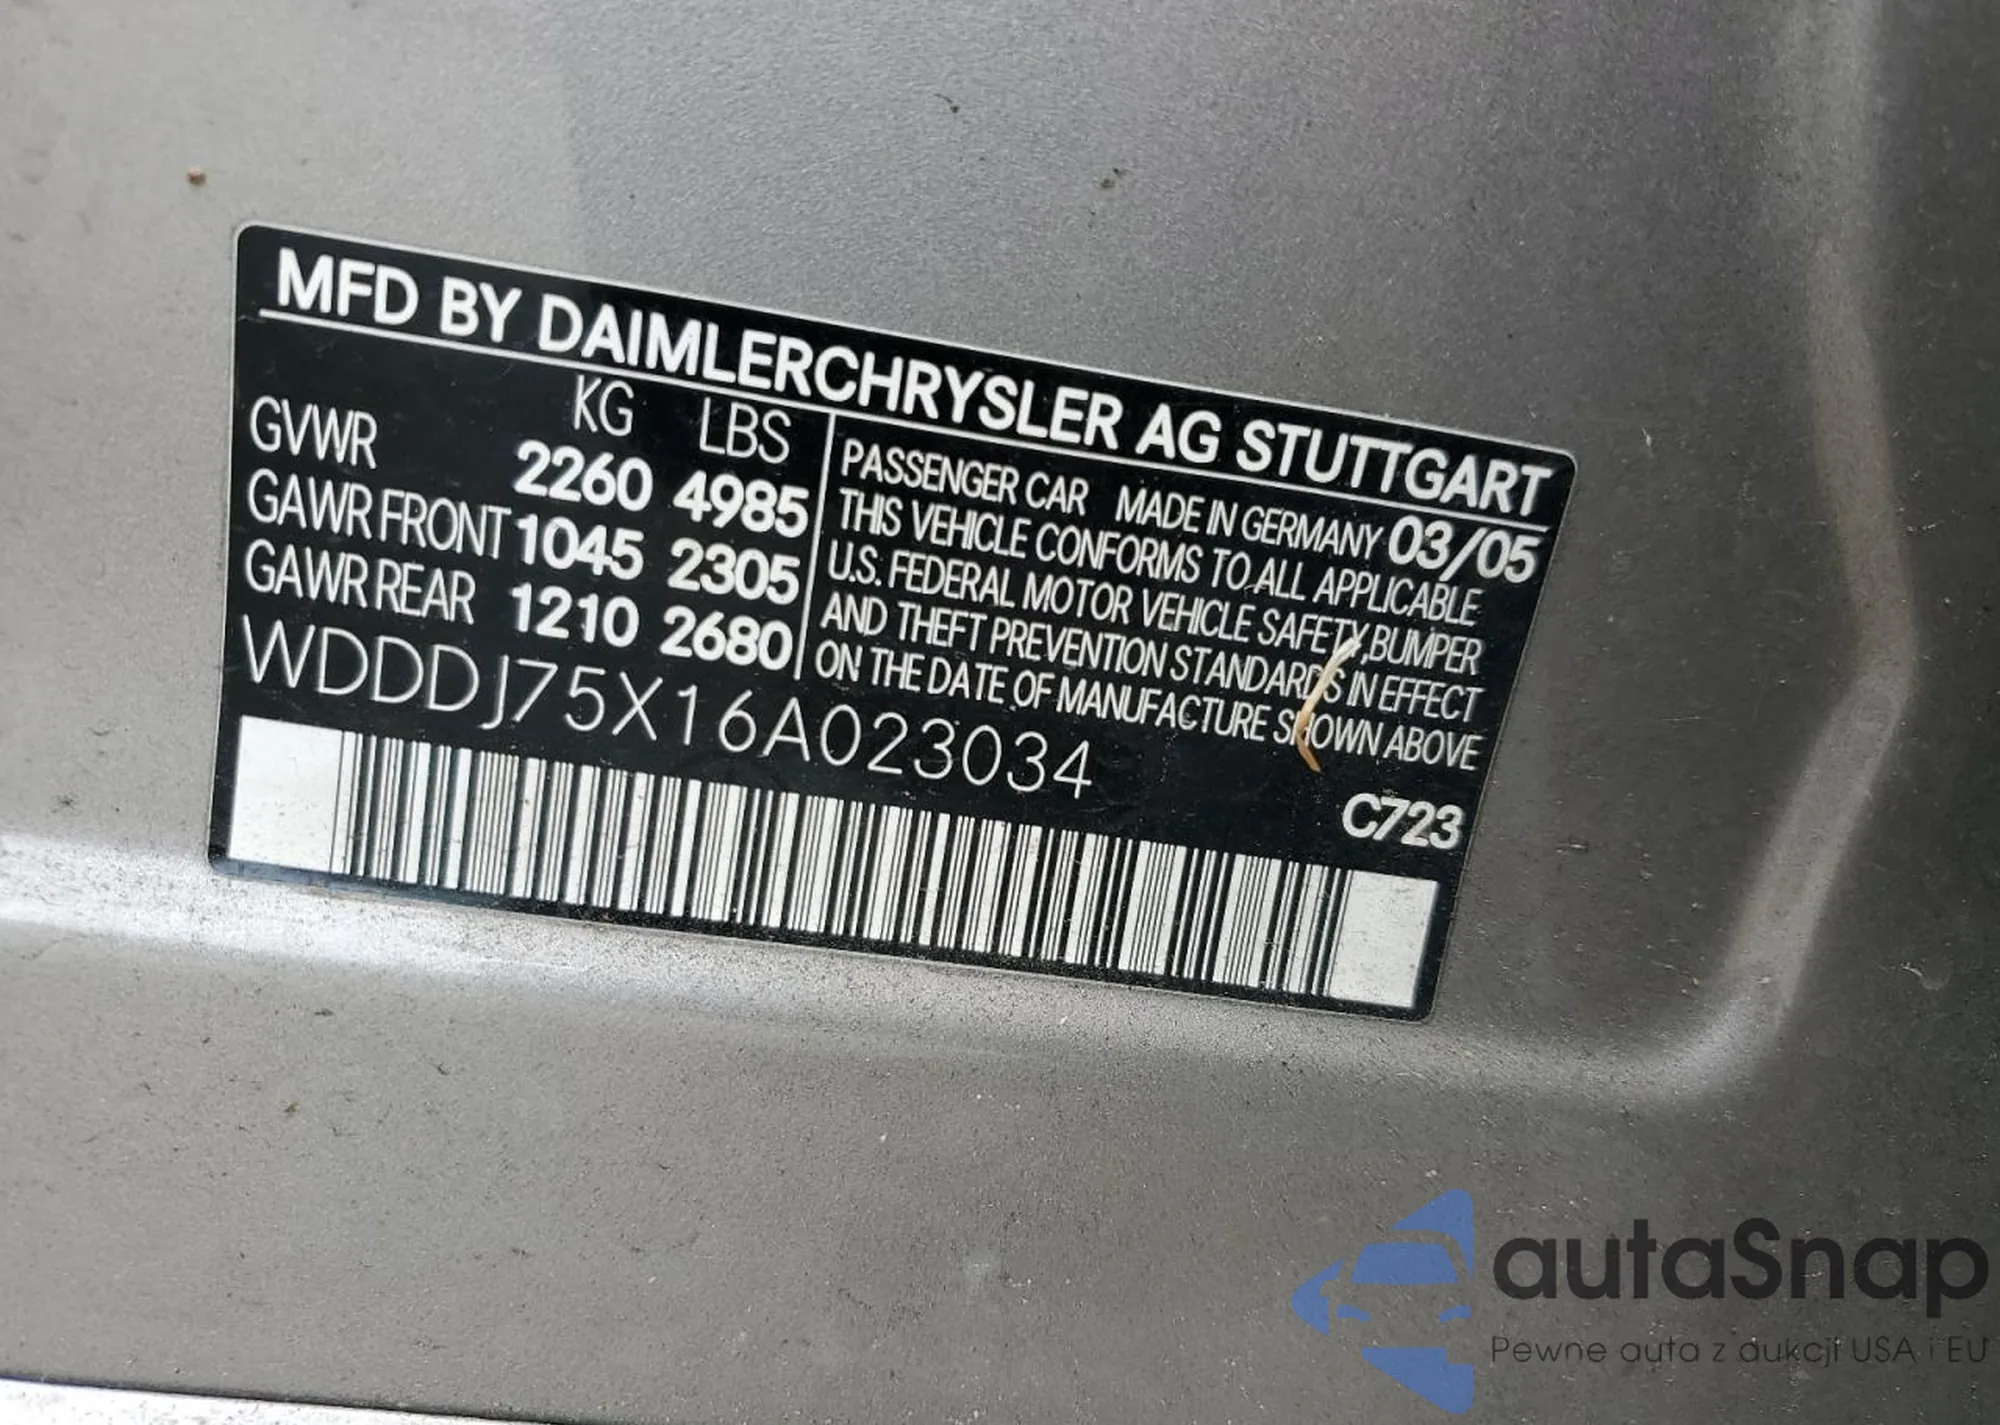 MFD BY DAIMLERCHRYSLER AG STUTTGART
KG LBS
GVWR 2260 4985
GAWR FRONT 1045 2305
GAWR REAR 1210 2680
PASSENGER CAR MADE IN GERMANY 03/05
THIS VEHICLE CONFORMS TO ALL APPLICABLE
U.S. FEDERAL MOTOR VEHICLE SAFETY, BUMPER
AND THEFT PREVENTION STANDARDS IN EFFECT
ON THE DATE OF MANUFACTURE SHOWN ABOVE
WDDDJ75X16A023034
C723
autaSnap
Pewne auta z aukcji USA i EU